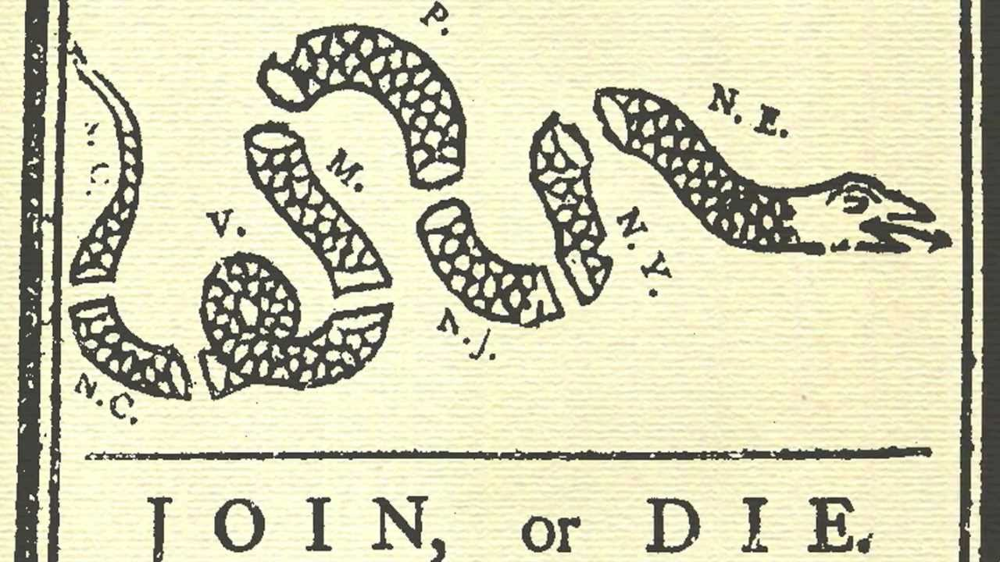 P.
N. E.
M.
V.
N. Y.
N.J.
N.C.
JOIN, or DIE.